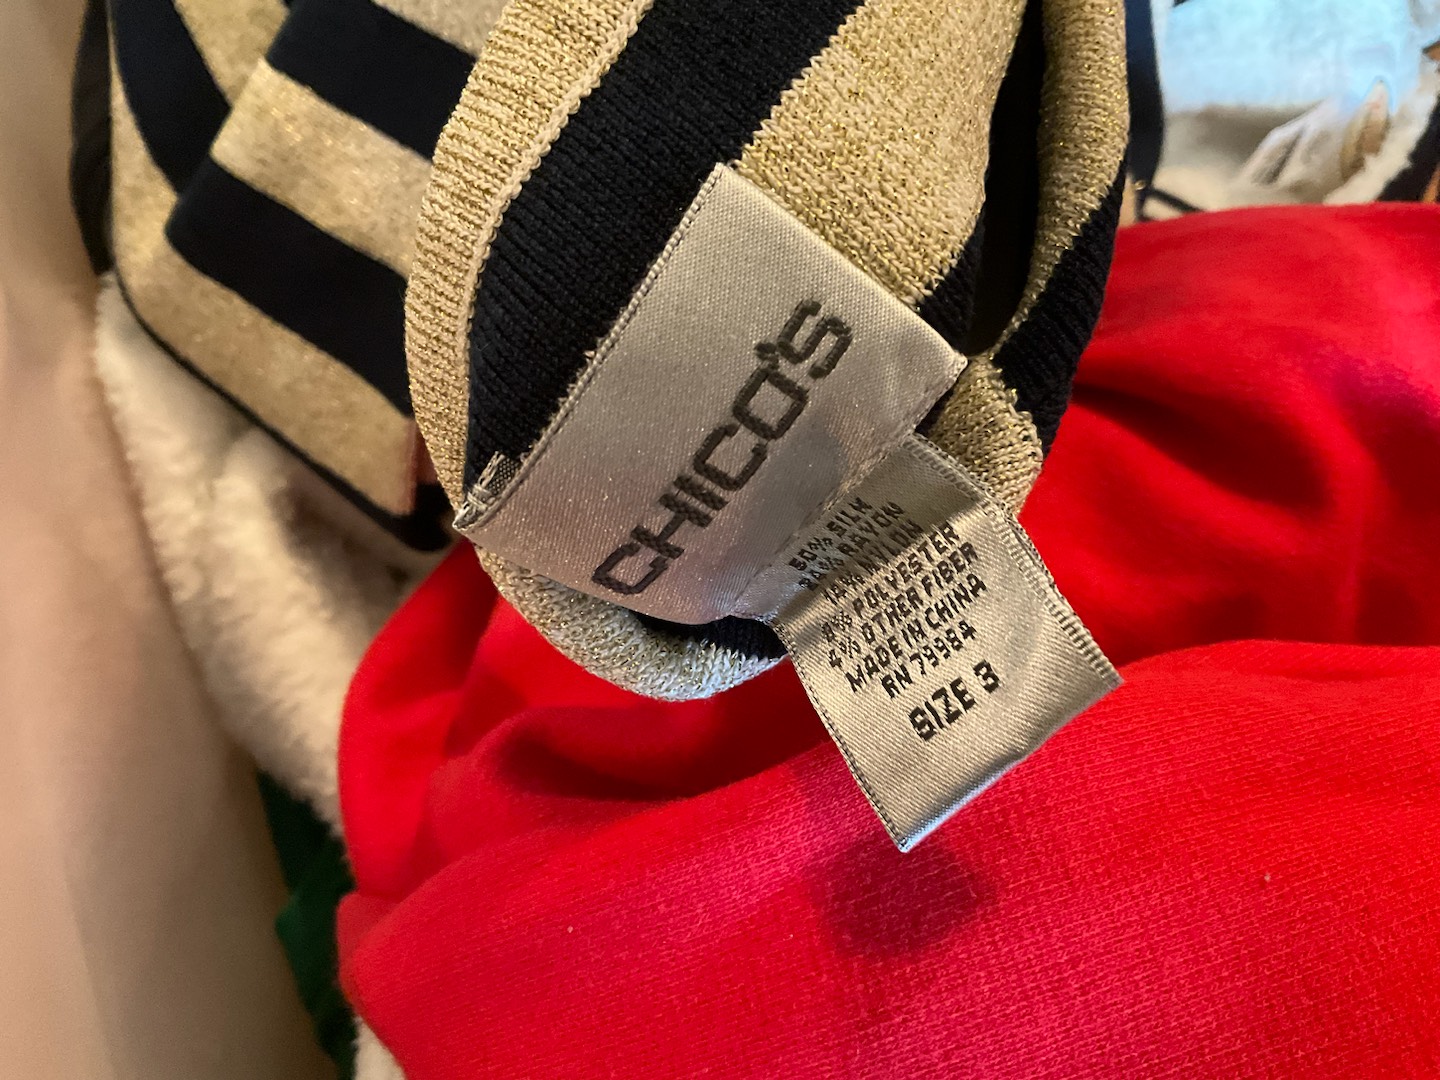 CHICO'S
50% SILK
RAYON
NYLON
8% POLYESTER
4% OTHER FIBER
MADE IN CHINA
RN 79984
SIZE 3